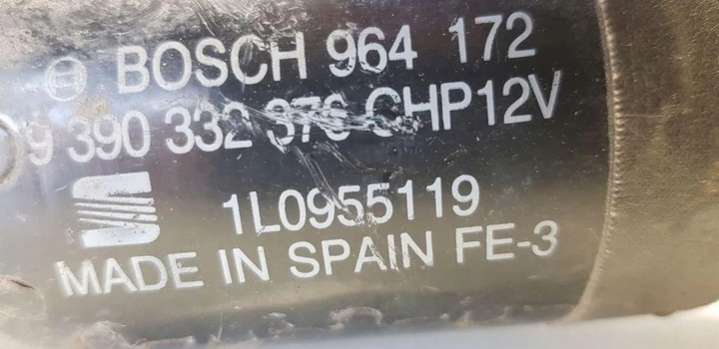 BOSCH 964 172
9 390 332 376 CHP12V
1L0955119
MADE IN SPAIN FE-3